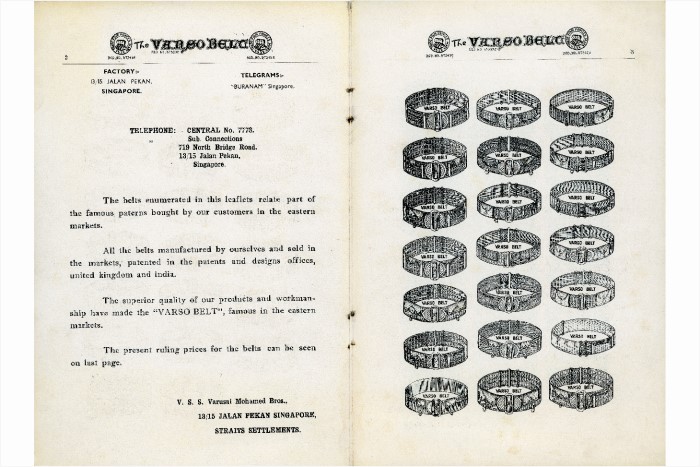 The VARSO BELT
2
FACTORY:-
13/15 JALAN PEKAN,
SINGAPORE.
TELEGRAMS:-
"BURANAM" Singapore.
TELEPHONE: - CENTRAL No. 7773.
Sub. Connections
719 North Bridge Road.
13/15 Jalan Pekan,
Singapore.
The belts enumerated in this leaflets relate part of
the famous paterns bought by our customers in the eastern
markets.
All the belts manufactured by ourselves and sold in
the markets, patented in the patents and designs offices,
united kingdom and india.
The superior quality of our products and workman-
ship have made the "VARSO BELT", famous in the eastern
markets.
The present ruling prices for the belts can be seen
on last page.
V. S. S. Varusai Mohamed Bros.,
13/15 JALAN PEKAN SINGAPORE,
STRAITS SETTLEMENTS.
The VARSO BELT
3
VARSO BELT VARSO BELT VARSO BELT
VARSO BELT VARSO BELT VARSO BELT
VARSO BELT VARSO BELT VARSO BELT
VARSO BELT VARSO BELT VARSO BELT
VARSO BELT VARSO BELT VARSO BELT
VARSO BELT VARSO BELT VARSO BELT
VARSO BELT VARSO BELT VARSO BELT